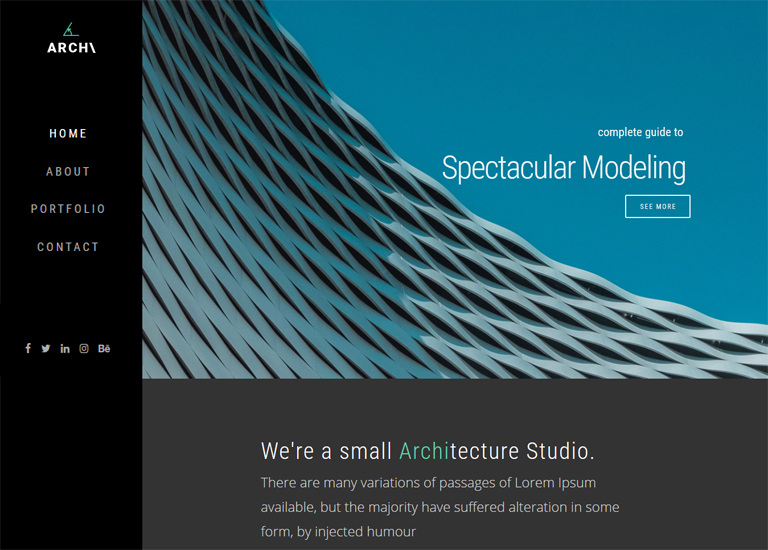 ARCH\
HOME
ABOUT
PORTFOLIO
CONTACT
Bē
complete guide to
Spectacular Modeling
SEE MORE
We're a small Architecture Studio.
There are many variations of passages of Lorem Ipsum
available, but the majority have suffered alteration in some
form, by injected humour